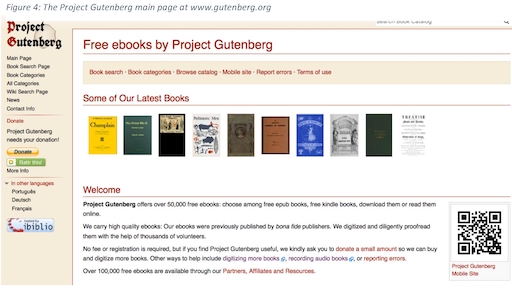 Figure 4: The Project Gutenberg main page at www.gutenberg.org
Project
Gutenberg
Search Book Catalog
Main Page
Book Search Page
Book Categories
All Categories
Wiki Search Page
News
Contact Info
Donate
Project Gutenberg
needs your donation!
Donate
Flattr this!
More Info
In other languages
Português
Deutsch
Français
hosted by
ibiblio
Free ebooks by Project Gutenberg
Book search · Book categories · Browse catalog · Mobile site · Report errors · Terms of use
Some of Our Latest Books
Champlain
TREATISE
Welcome
Project Gutenberg offers over 50,000 free ebooks: choose among free epub books, free kindle books, download them or read them
online.
We carry high quality ebooks: Our ebooks were previously published by bona fide publishers. We digitized and diligently proofread
them with the help of thousands of volunteers.
No fee or registration is required, but if you find Project Gutenberg useful, we kindly ask you to donate a small amount so we can buy
and digitize more books. Other ways to help include digitizing more books, recording audio books, or reporting errors.
Over 100,000 free ebooks are available through our Partners, Affiliates and Resources.
Project Gutenberg
Mobile Site